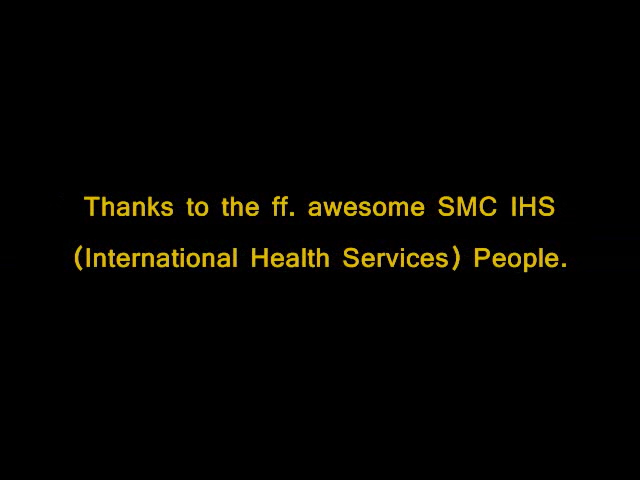 Thanks to the ff. awesome SMC IHS
(International Health Services) People.